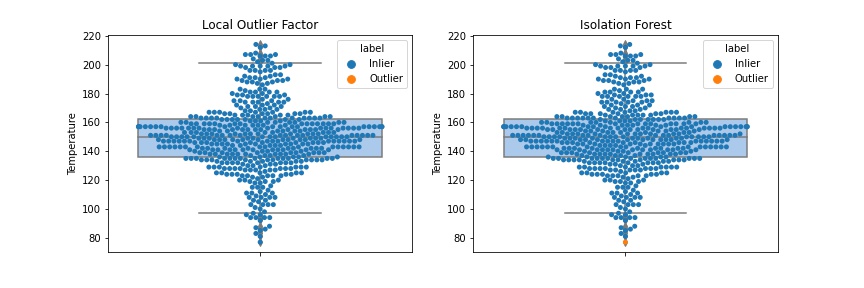 Local Outlier Factor
220
200
180
160
140
120
100
80
Temperature
label
Inlier
Outlier
Isolation Forest
220
200
180
160
140
120
100
80
Temperature
label
Inlier
Outlier